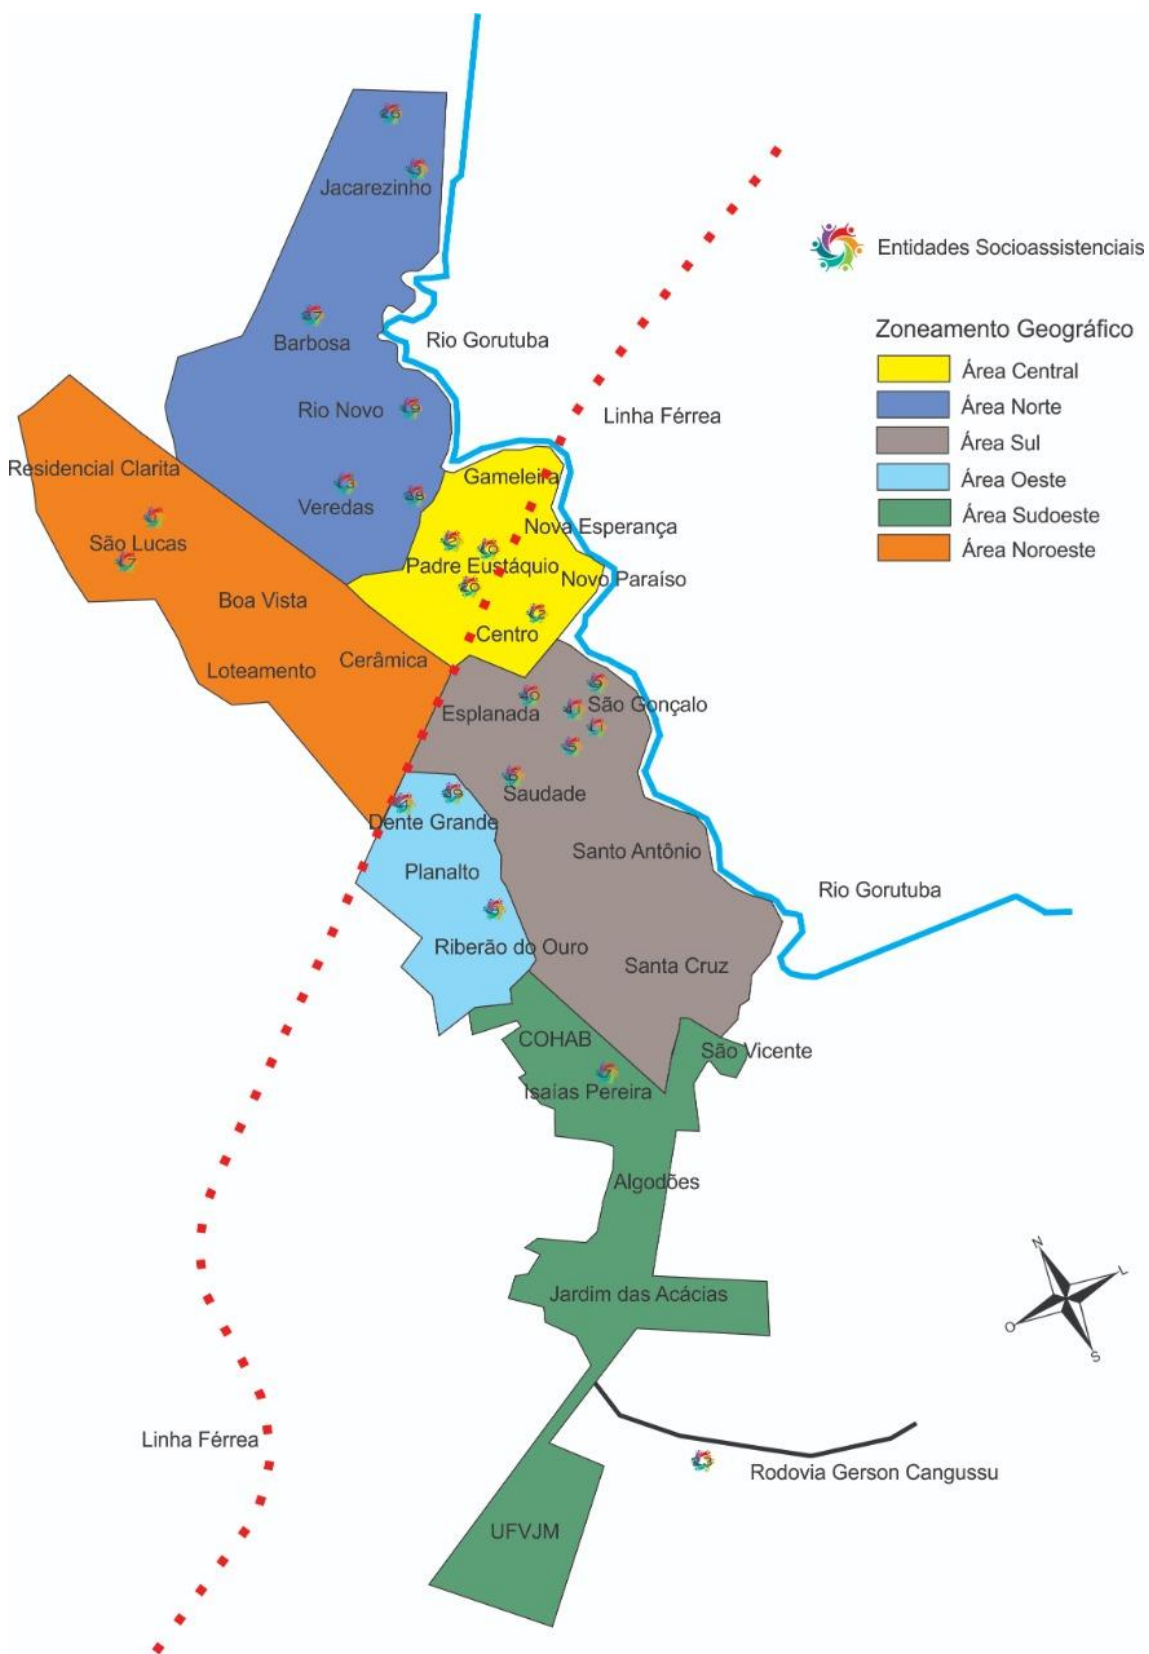 Jacarezinho
Entidades Socioassistenciais
Zoneamento Geográfico
Barbosa
Rio Gorutuba
Área Central
Rio Novo
Área Norte
Linha Férrea
Área Sul
Residencial Clarita
Gameleira
Área Oeste
Veredas
Nova Esperança
Área Sudoeste
São Lucas
Área Noroeste
Padre Eustáquio
Novo Paraíso
Boa Vista
Centro
Cerâmica
Loteamento
Esplanada
São Gonçalo
Saudade
Dente Grande
Santo Antônio
Planalto
Rio Gorutuba
Riberão do Ouro
Santa Cruz
COHAB
São Vicente
Isaías Pereira
Algodões
N
L
O
S
Jardim das Acácias
Linha Férrea
Rodovia Gerson Cangussu
UFVJM